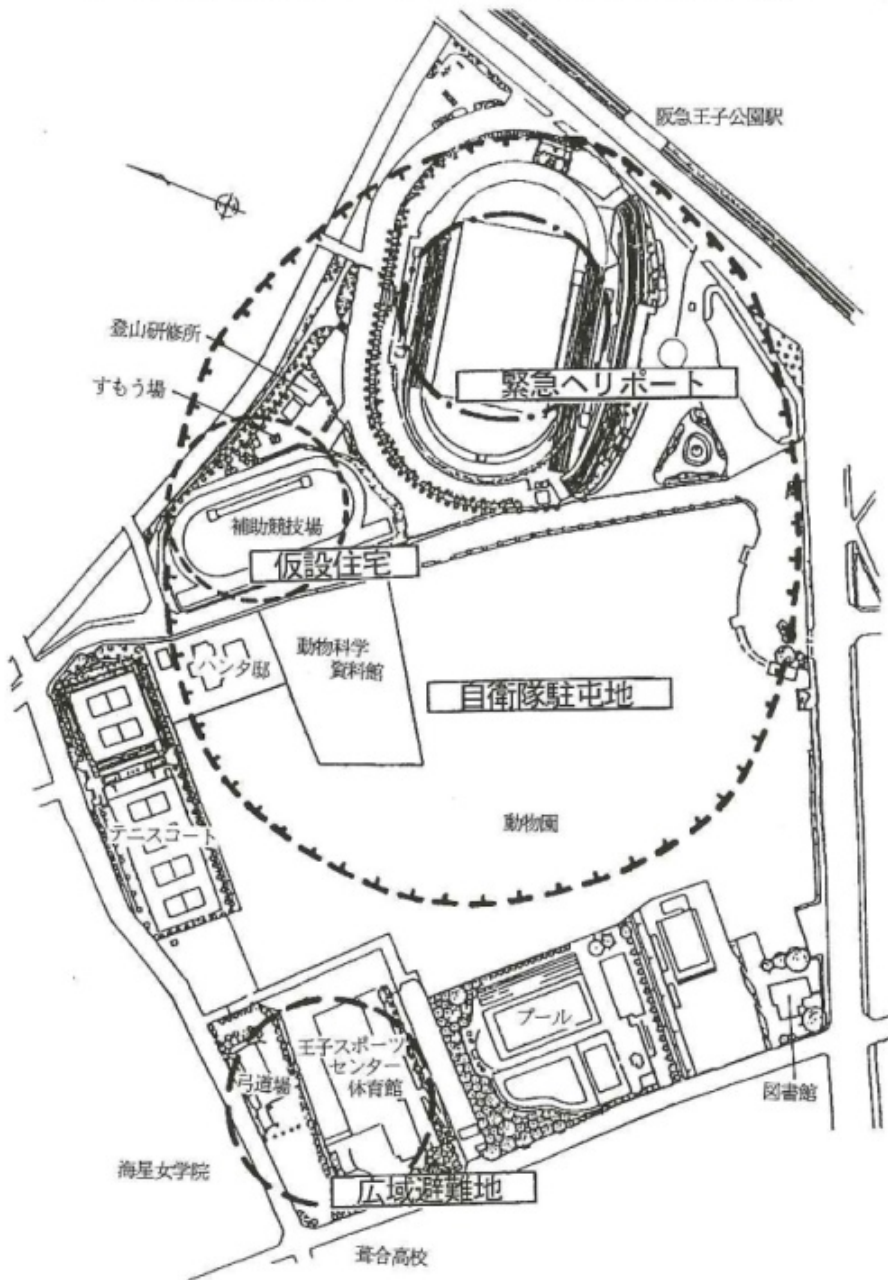 阪急王子公園駅
登山研修所
すもう場
緊急ヘリポート
補助競技場
仮設住宅
ハンタ邸
動物科学
資料館
自衛隊駐屯地
動物園
テニスコート
プール
王子スポーツ
センター
体育館
弓道場
図書館
海星女学院
広域避難地
葺合高校